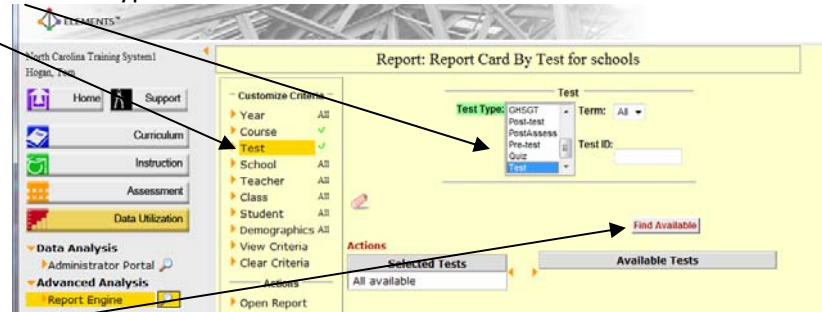 ELEMENTS™
North Carolina Training System1
Hogan, Tom
Home
Support
Curriculum
Instruction
Assessment
Data Utilization
Data Analysis
Administrator Portal
Advanced Analysis
Report Engine
Report: Report Card By Test for schools
Customize Criteria
Year All
Course
Test
School All
Teacher All
Class All
Student All
Demographics All
View Criteria
Clear Criteria
Actions
Open Report
Test
Test Type:
GHSGT
Post-test
PostAssess
Pre-test
Quiz
Test
Term: All
Test ID:
Find Available
Actions
Selected Tests
All available
Available Tests